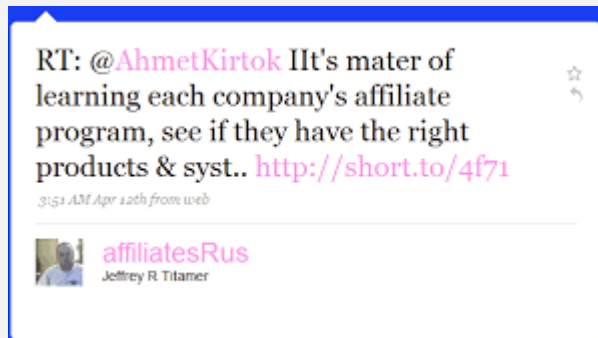 RT: @AhmetKirtok IIt's mater of
learning each company's affiliate
program, see if they have the right
products & syst.. http://short.to/4f71
3:51 AM Apr 12th from web
affiliatesRus
Jeffrey R Titamer